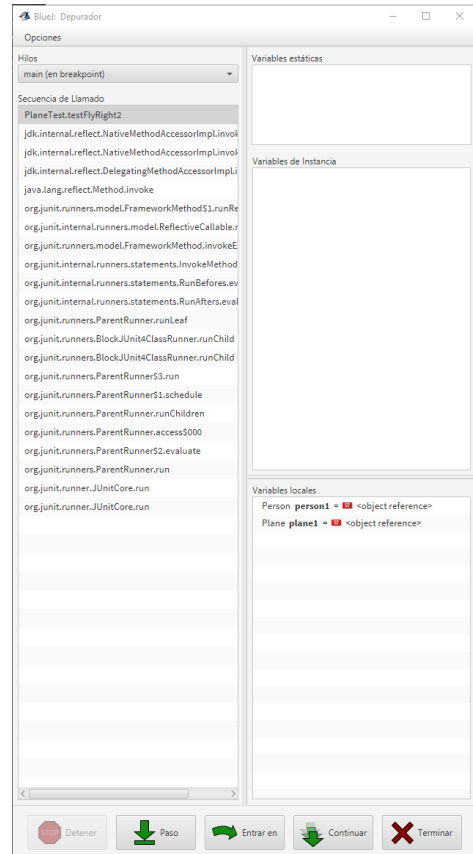 BlueJ: Depurador
Opciones
Hilos
main (en breakpoint)
Secuencia de Llamado
PlaneTest.testFlyRight2
jdk.internal.reflect.NativeMethodAccessorImpl.invok
jdk.internal.reflect.NativeMethodAccessorImpl.invok
jdk.internal.reflect.DelegatingMethodAccessorImpl.i
java.lang.reflect.Method.invoke
org.junit.runners.model.FrameworkMethod$1.runRe
org.junit.internal.runners.model.ReflectiveCallable.r
org.junit.runners.model.FrameworkMethod.invokeE
org.junit.internal.runners.statements.InvokeMethod
org.junit.internal.runners.statements.RunBefores.ev
org.junit.internal.runners.statements.RunAfters.eval
org.junit.runners.ParentRunner.runLeaf
org.junit.runners.BlockJUnit4ClassRunner.runChild
org.junit.runners.BlockJUnit4ClassRunner.runChild
org.junit.runners.ParentRunner$3.run
org.junit.runners.ParentRunner$1.schedule
org.junit.runners.ParentRunner.runChildren
org.junit.runners.ParentRunner.access$000
org.junit.runners.ParentRunner$2.evaluate
org.junit.runners.ParentRunner.run
org.junit.runner.JUnitCore.run
org.junit.runner.JUnitCore.run
Variables estáticas
Variables de Instancia
Variables locales
Person person1 = <object reference>
Plane plane1 = <object reference>
STOP Detener
Paso
Entrar en
Continuar
Terminar